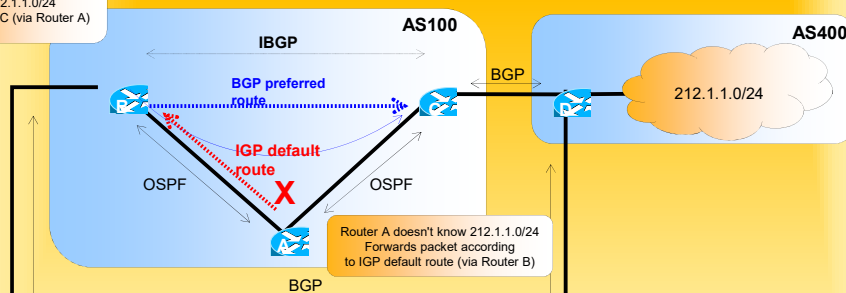 2.1.1.0/24
C (via Router A)
AS100
AS400
IBGP
BGP
BGP preferred
route
B
C
D
212.1.1.0/24
IGP default
route
OSPF
X
OSPF
A
Router A doesn't know 212.1.1.0/24
Forwards packet according
to IGP default route (via Router B)
BGP